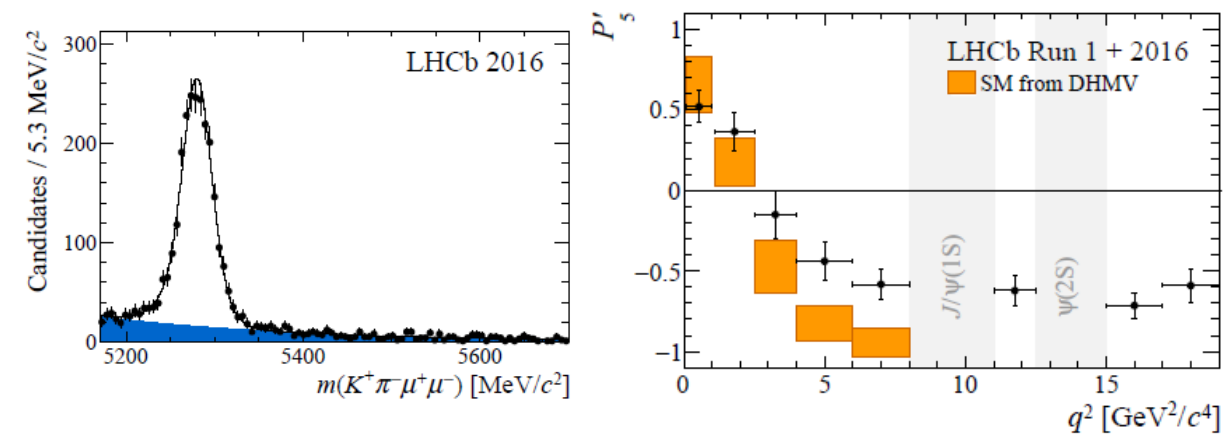 LHCb 2016
Candidates / 5.3 MeV/c²
300
200
100
0
5200 5400 5600
m(K⁺π⁻μ⁺μ⁻) [MeV/c²]
LHCb Run 1 + 2016
SM from DHMV
P′₅
1
0.5
0
−0.5
−1
J/ψ(1S)
ψ(2S)
0 5 10 15
q² [GeV²/c⁴]